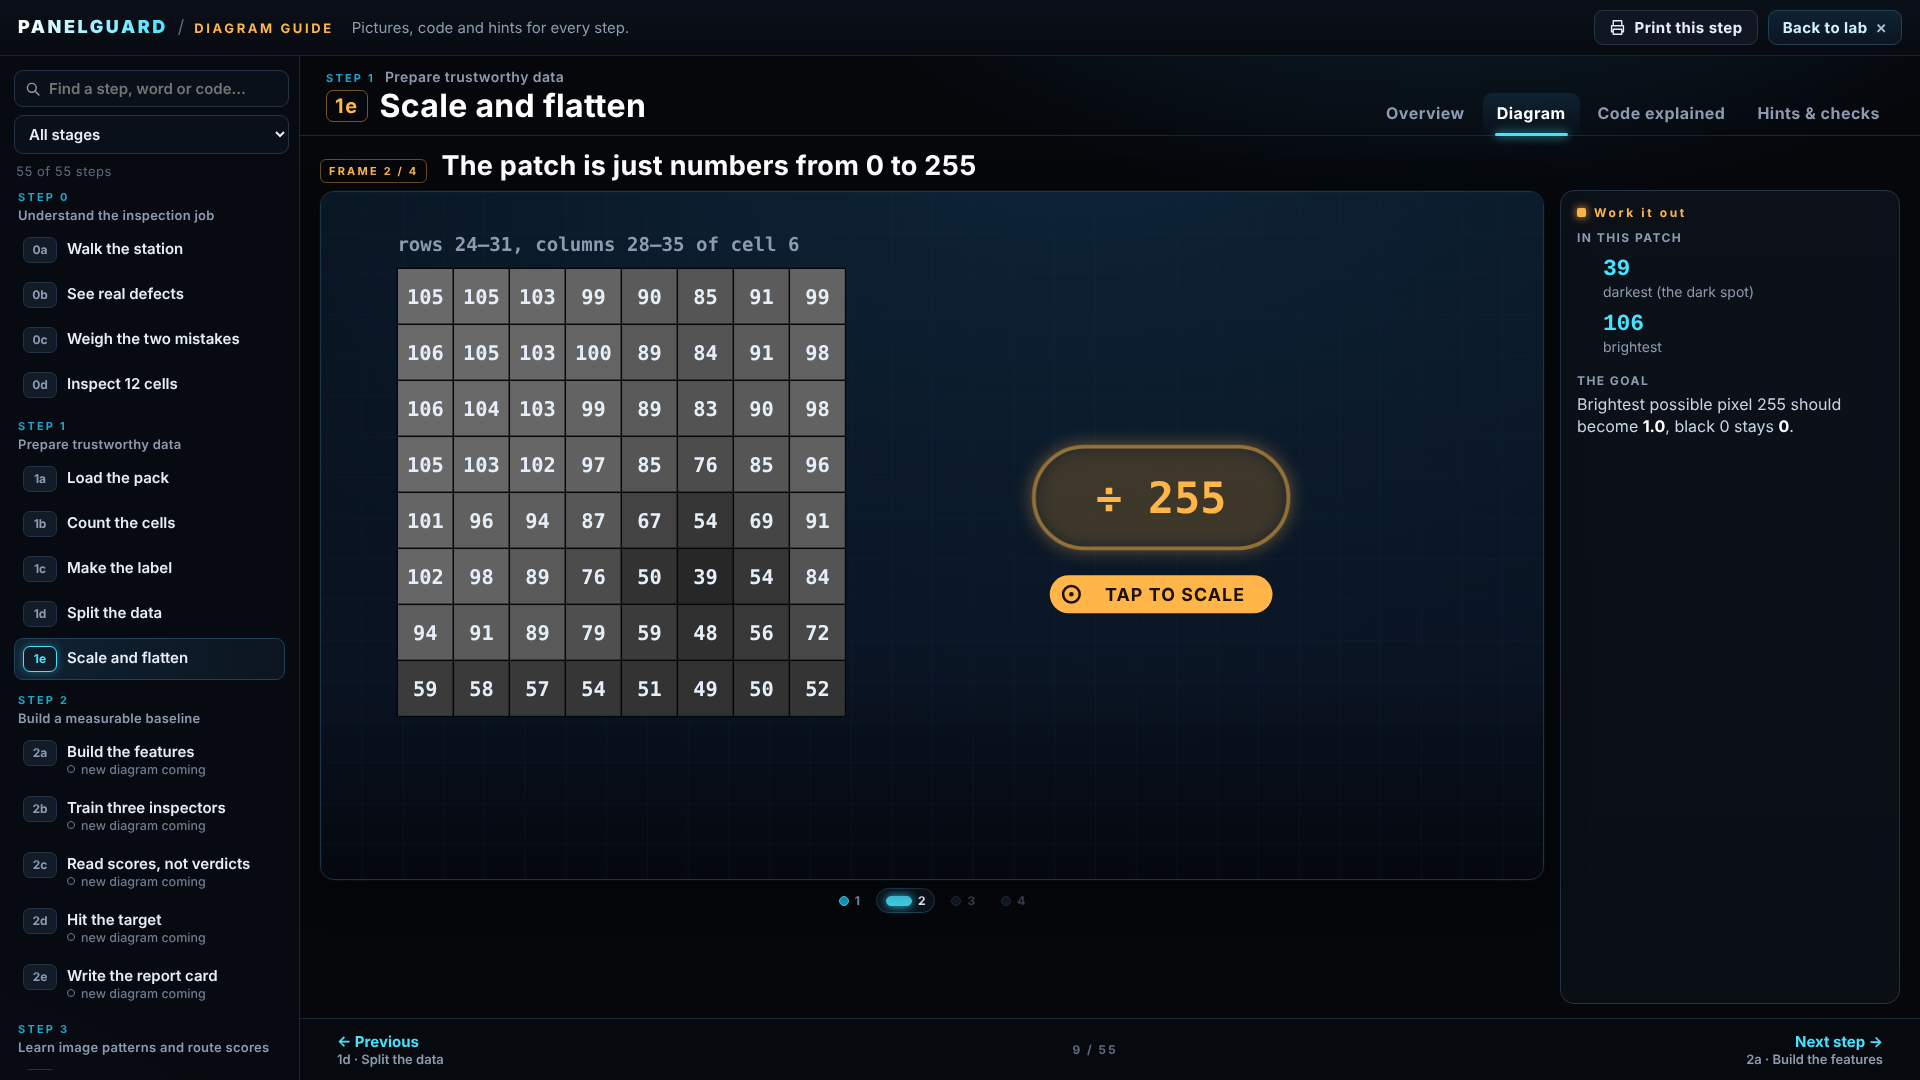 PANELGUARD / DIAGRAM GUIDE Pictures, code and hints for every step.
Print this step
Back to lab ×
Find a step, word or code...
All stages
55 of 55 steps
STEP 0
Understand the inspection job
0a Walk the station
0b See real defects
0c Weigh the two mistakes
0d Inspect 12 cells
STEP 1
Prepare trustworthy data
1a Load the pack
1b Count the cells
1c Make the label
1d Split the data
1e Scale and flatten
STEP 2
Build a measurable baseline
2a Build the features
new diagram coming
2b Train three inspectors
new diagram coming
2c Read scores, not verdicts
new diagram coming
2d Hit the target
new diagram coming
2e Write the report card
new diagram coming
STEP 3
Learn image patterns and route scores
STEP 1 Prepare trustworthy data
1e Scale and flatten
Overview Diagram Code explained Hints & checks
FRAME 2 / 4 The patch is just numbers from 0 to 255
rows 24–31, columns 28–35 of cell 6
105 105 103 99 90 85 91 99
106 105 103 100 89 84 91 98
106 104 103 99 89 83 90 98
105 103 102 97 85 76 85 96
101 96 94 87 67 54 69 91
102 98 89 76 50 39 54 84
94 91 89 79 59 48 56 72
59 58 57 54 51 49 50 52
÷ 255
TAP TO SCALE
1 2 3 4
Work it out
IN THIS PATCH
39
darkest (the dark spot)
106
brightest
THE GOAL
Brightest possible pixel 255 should
become 1.0, black 0 stays 0.
← Previous
1d · Split the data
9 / 55
Next step →
2a · Build the features